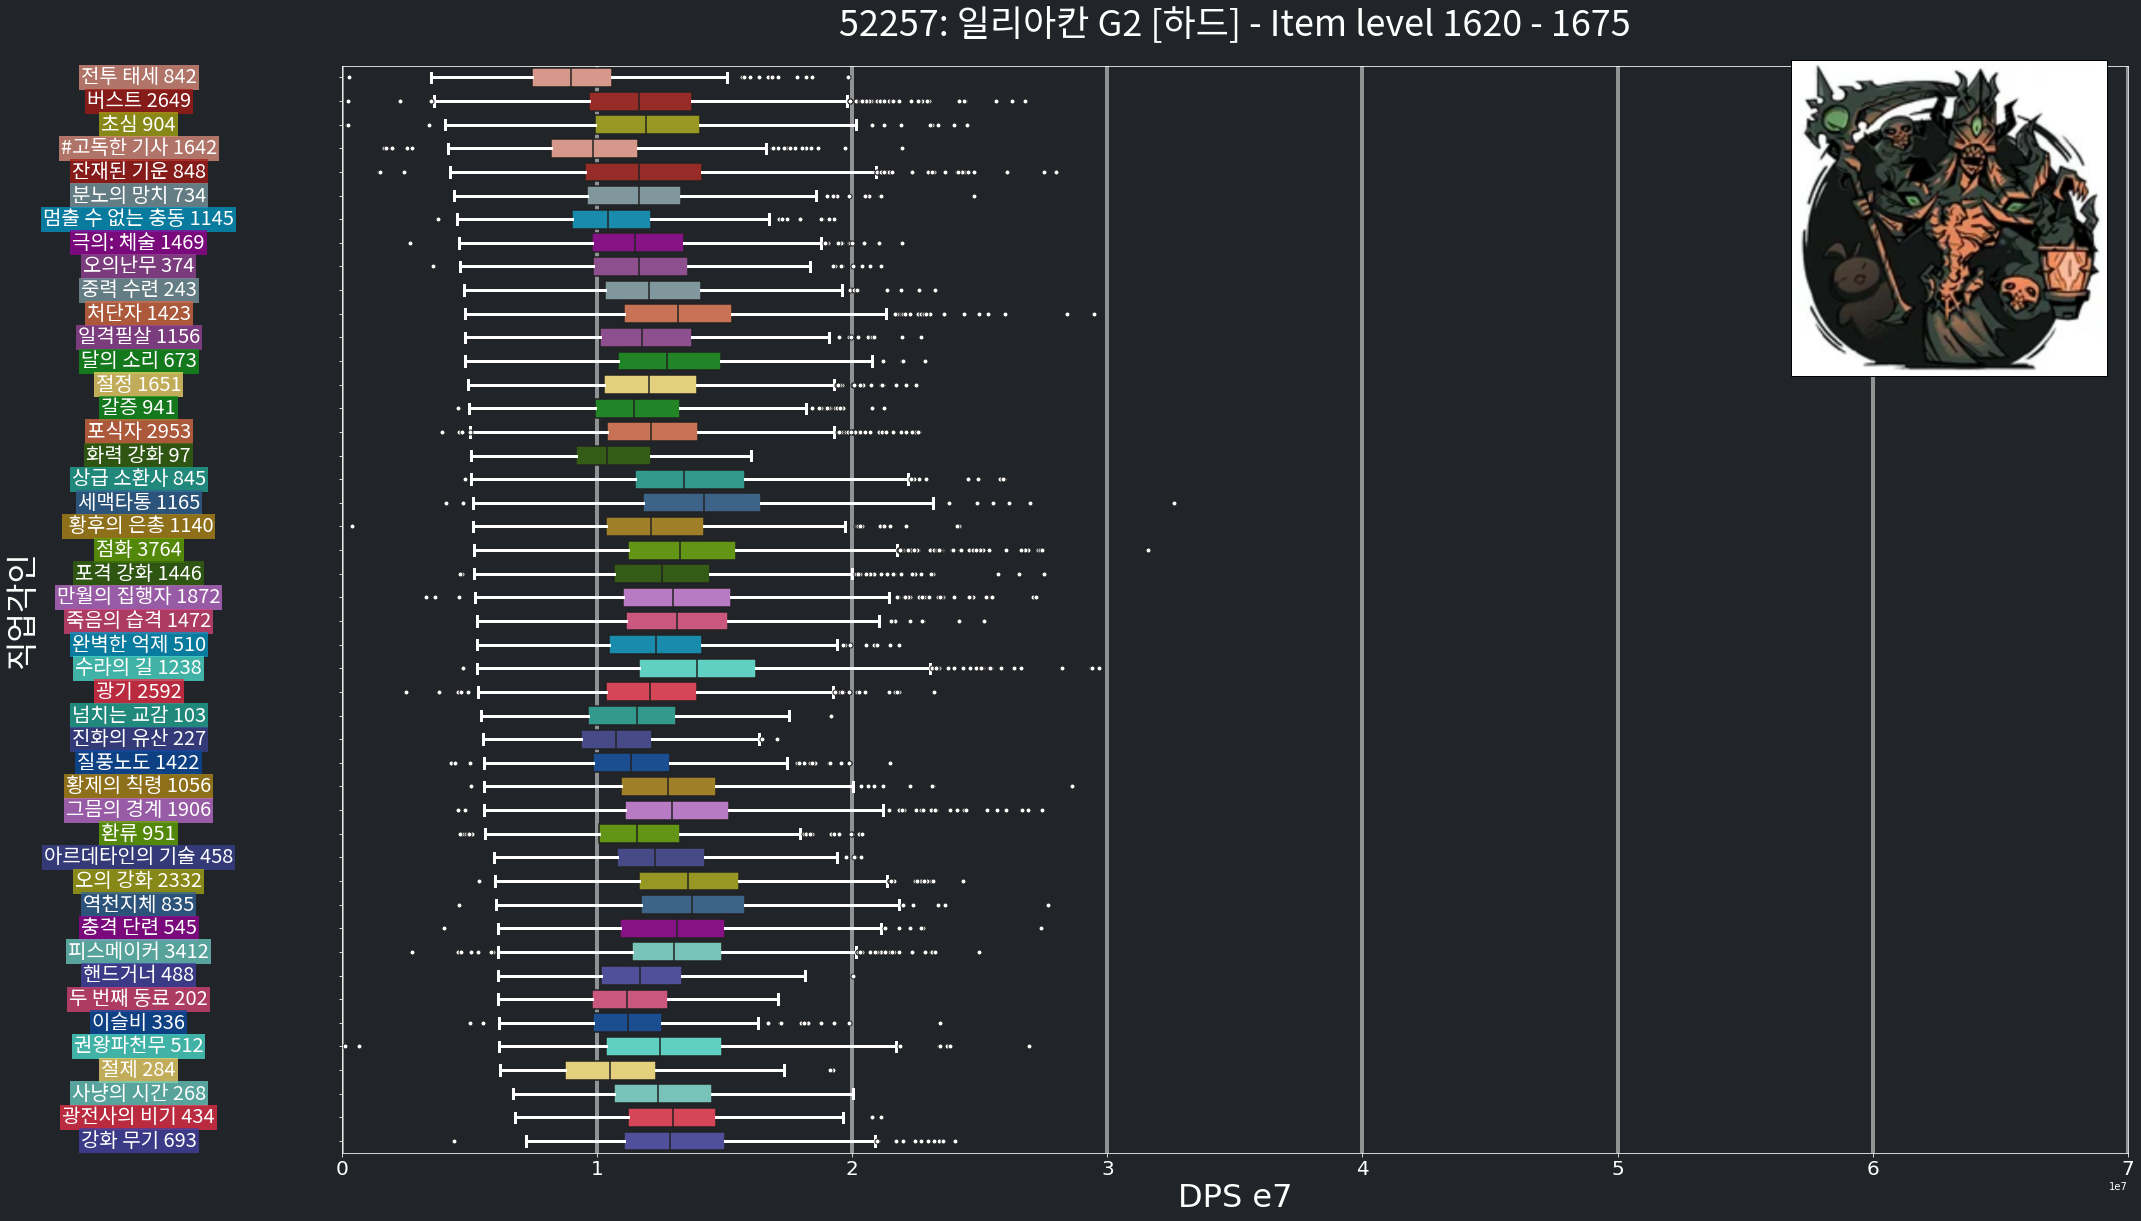 52257: 일리아칸 G2 [하드] - Item level 1620 - 1675
전투 태세 842
버스트 2649
초심 904
#고독한 기사 1642
잔재된 기운 848
분노의 망치 734
멈출 수 없는 충동 1145
극의: 체술 1469
오의난무 374
중력 수련 243
처단자 1423
일격필살 1156
달의 소리 673
절정 1651
갈증 941
포식자 2953
화력 강화 97
상급 소환사 845
세맥타통 1165
황후의 은총 1140
점화 3764
포격 강화 1446
만월의 집행자 1872
죽음의 습격 1472
완벽한 억제 510
수라의 길 1238
광기 2592
넘치는 교감 103
진화의 유산 227
질풍노도 1422
황제의 칙령 1056
그믐의 경계 1906
환류 951
아르데타인의 기술 458
오의 강화 2332
역천지체 835
충격 단련 545
피스메이커 3412
핸드거너 488
두 번째 동료 202
이슬비 336
권왕파천무 512
절제 284
사냥의 시간 268
광전사의 비기 434
강화 무기 693
직업각인
0 1 2 3 4 5 6 7
1e7
DPS e7